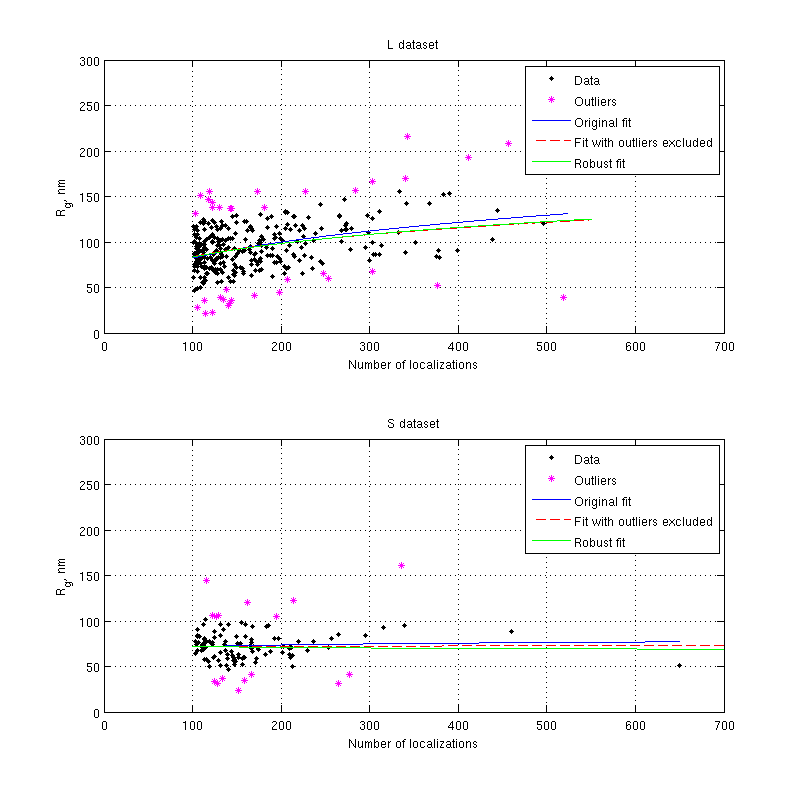 L dataset
300
250
200
150
100
50
0
Rg, nm
Data
Outliers
Original fit
Fit with outliers excluded
Robust fit
0 100 200 300 400 500 600 700
Number of localizations
S dataset
300
250
200
150
100
50
0
Rg, nm
Data
Outliers
Original fit
Fit with outliers excluded
Robust fit
0 100 200 300 400 500 600 700
Number of localizations